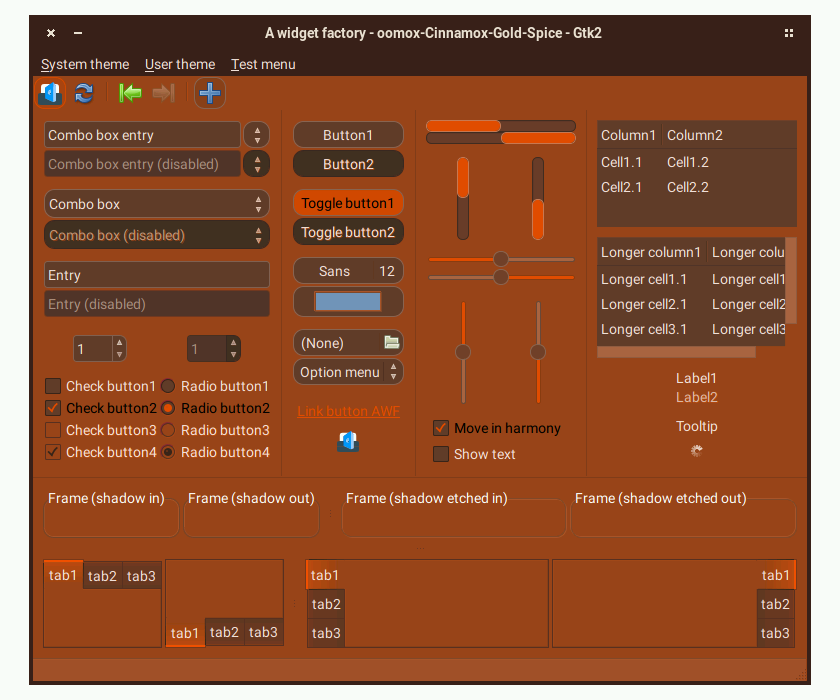 A widget factory - oomox-Cinnamox-Gold-Spice - Gtk2
System theme User theme Test menu
Combo box entry
Combo box entry (disabled)
Combo box
Combo box (disabled)
Entry
Entry (disabled)
1 1
Check button1 Radio button1
Check button2 Radio button2
Check button3 Radio button3
Check button4 Radio button4
Button1
Button2
Toggle button1
Toggle button2
Sans 12
(None)
Option menu
Link button AWF
Move in harmony
Show text
Column1 Column2
Cell1.1 Cell1.2
Cell2.1 Cell2.2
Longer column1 Longer colu
Longer cell1.1 Longer cell1
Longer cell2.1 Longer cell2
Longer cell3.1 Longer cell3
Label1
Label2
Tooltip
Frame (shadow in) Frame (shadow out) Frame (shadow etched in) Frame (shadow etched out)
tab1 tab2 tab3
tab1 tab2 tab3
tab1
tab2
tab3
tab1
tab2
tab3